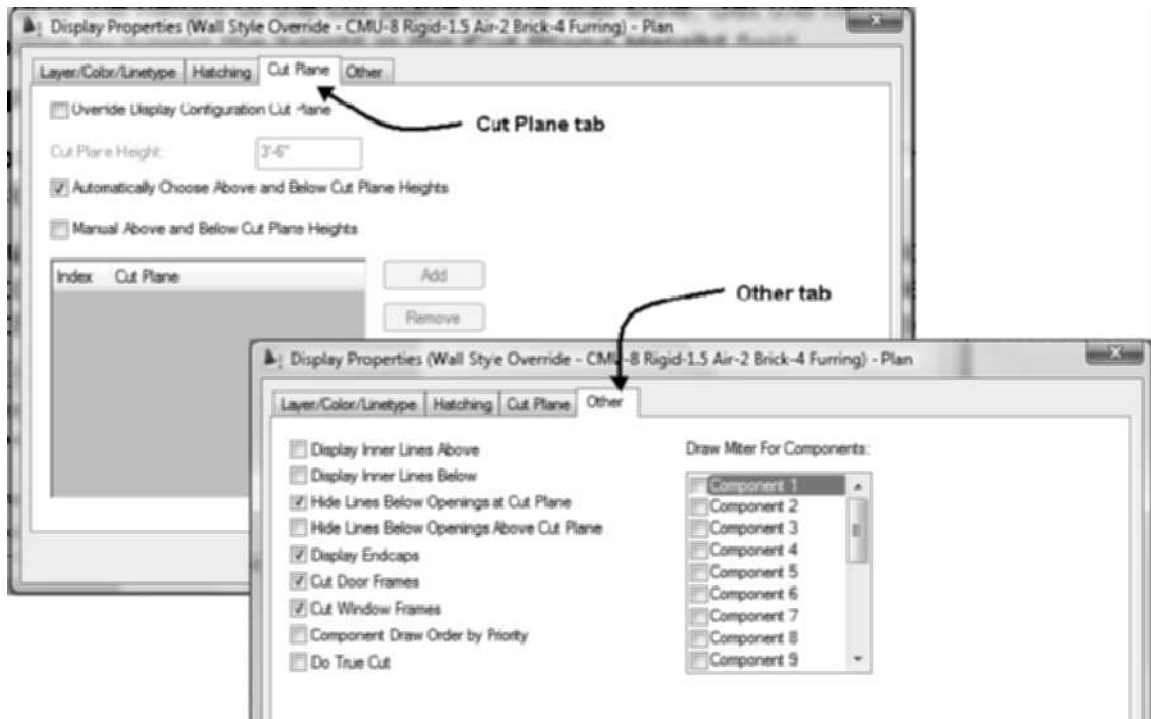 Display Properties (Wall Style Override - CMU-8 Rigid-1.5 Air-2 Brick-4 Furring) - Plan
Layer/Color/Linetype Hatching Cut Plane Other
Override Display Configuration Cut Plane
Cut Plane tab
Cut Plane Height: 3'-6"
Automatically Choose Above and Below Cut Plane Heights
Manual Above and Below Cut Plane Heights
Index Cut Plane
Add
Remove
Other tab
Display Properties (Wall Style Override - CMU-8 Rigid-1.5 Air-2 Brick-4 Furring) - Plan
Layer/Color/Linetype Hatching Cut Plane Other
Display Inner Lines Above
Display Inner Lines Below
Hide Lines Below Openings at Cut Plane
Hide Lines Below Openings Above Cut Plane
Display Endcaps
Cut Door Frames
Cut Window Frames
Component Draw Order by Priority
Do True Cut
Draw Miter For Components:
Component 1
Component 2
Component 3
Component 4
Component 5
Component 6
Component 7
Component 8
Component 9